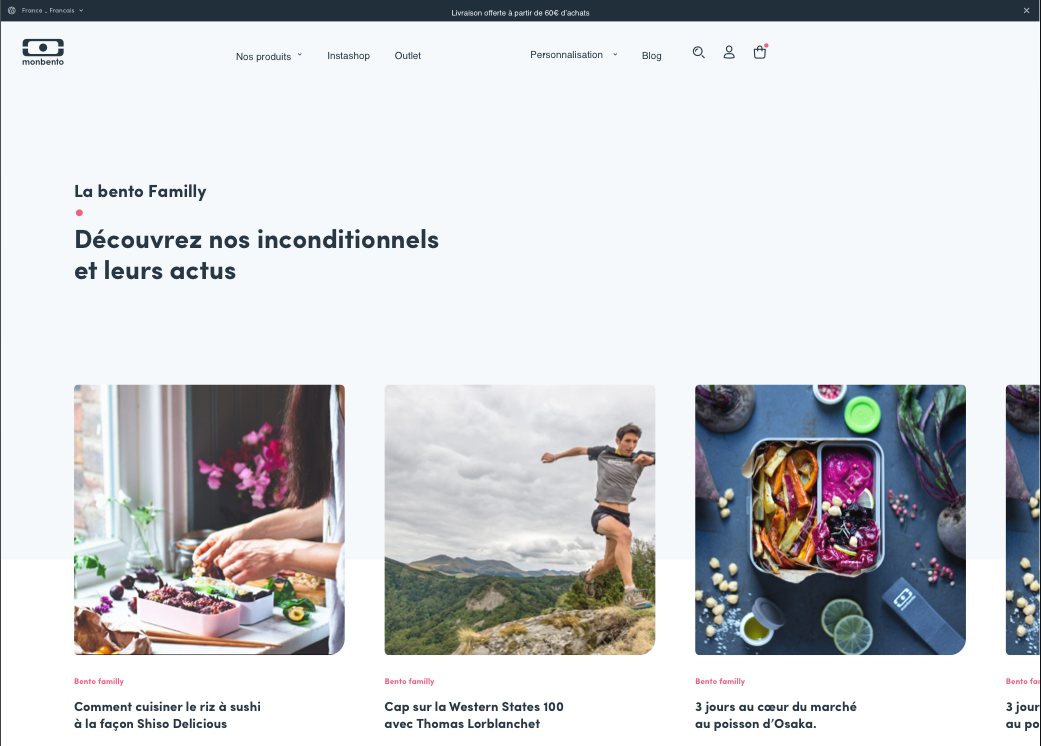 France . Francais
Livraison offerte à partir de 60€ d'achats
monbento
Nos produits
Instashop
Outlet
Personnalisation
Blog
La bento Familly
Découvrez nos inconditionnels
et leurs actus
Bento familly
Comment cuisiner le riz à sushi
à la façon Shiso Delicious
Bento familly
Cap sur la Western States 100
avec Thomas Lorblanchet
Bento familly
3 jours au cœur du marché
au poisson d'Osaka.
Bento fa
3 jour
au po